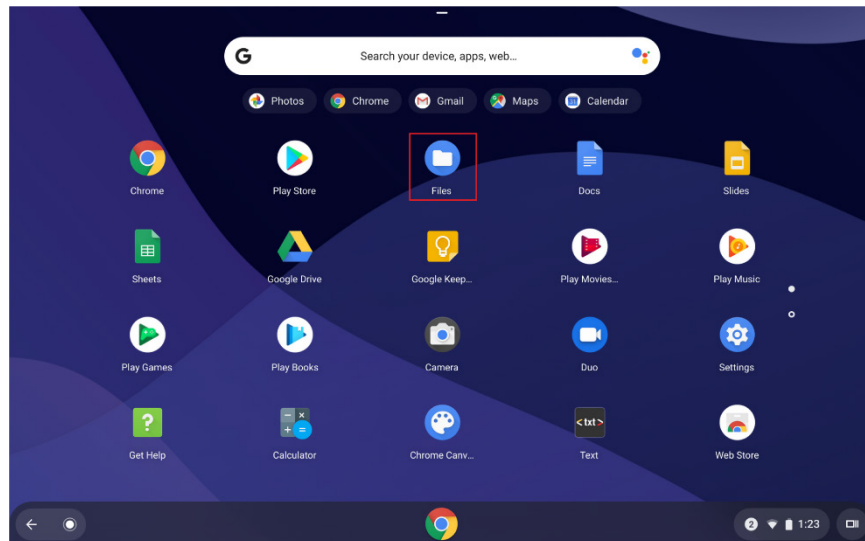 Search your device, apps, web...
Photos Chrome Gmail Maps Calendar
Chrome Play Store Files Docs Slides
Sheets Google Drive Google Keep... Play Movies... Play Music
Play Games Play Books Camera Duo Settings
<txt>
Get Help Calculator Chrome Canv... Text Web Store
2 1:23